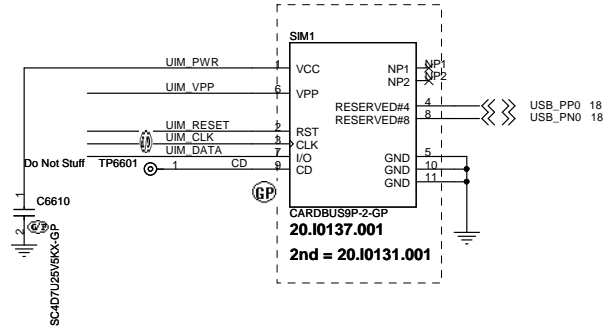 SIM1
UIM_PWR 1 VCC NP1 NP1
NP2 NP2
UIM_VPP 6 VPP
RESERVED#4 4 USB_PP0 18
RESERVED#8 8 USB_PN0 18
UIM_RESET 2 RST
UIM_CLK 3 CLK
UIM_DATA 7 I/O GND 5
Do Not Stuff TP6601 1 CD 9 CD GND 10
GND 11
GP
1
C6610
2
SC4D7U25V5KX-GP
CARDBUS9P-2-GP
20.I0137.001
2nd = 20.I0131.001